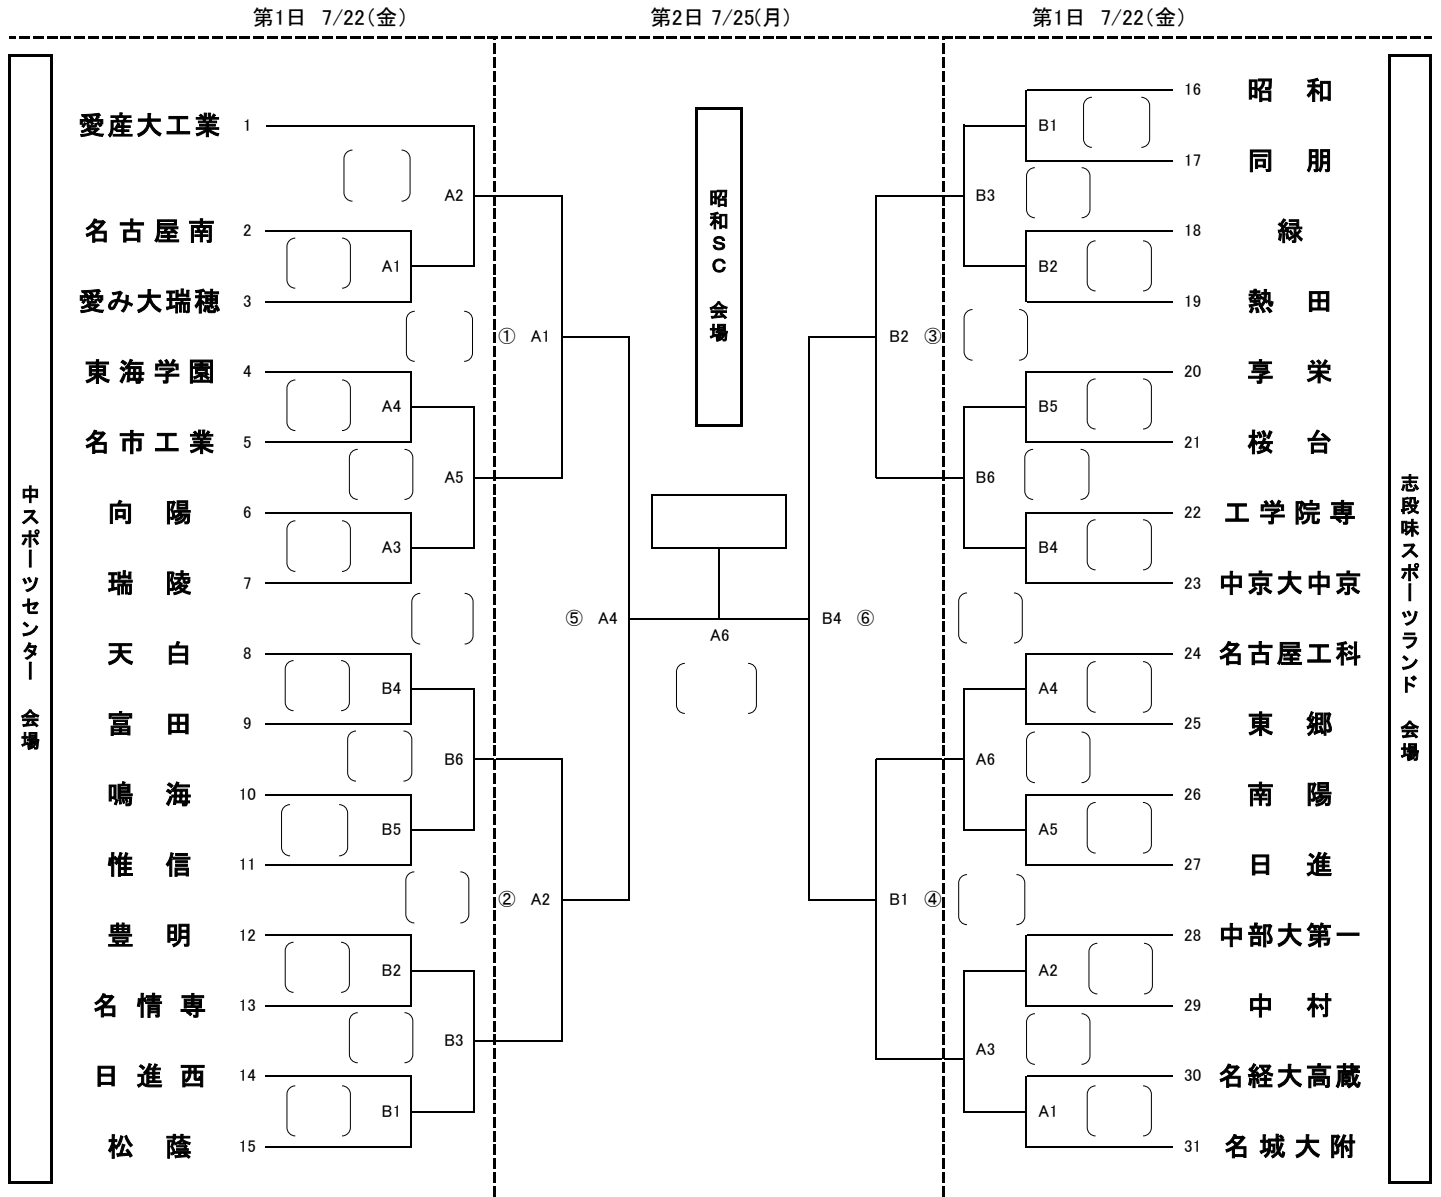 第1日 7/22(金)
第2日 7/25(月)
第1日 7/22(金)
中スポーツセンター 会場
愛産大工業 1
名古屋南 2
愛み大瑞穂 3
東海学園 4
名市工業 5
向陽 6
瑞陵 7
天白 8
富田 9
鳴海 10
惟信 11
豊明 12
名情専 13
日進西 14
松蔭 15
A2
A1
A4
A5
A3
B4
B6
B5
B2
B3
B1
① A1
⑤ A4
② A2
昭和SC 会場
A6
B2 ③
B4 ⑥
B1 ④
B1
B3
B2
B5
B6
B4
A4
A6
A5
A2
A3
A1
16 昭和
17 同朋
18 緑
19 熱田
20 享栄
21 桜台
22 工学院専
23 中京大中京
24 名古屋工科
25 東郷
26 南陽
27 日進
28 中部大第一
29 中村
30 名経大高蔵
31 名城大附
志段味スポーツランド 会場